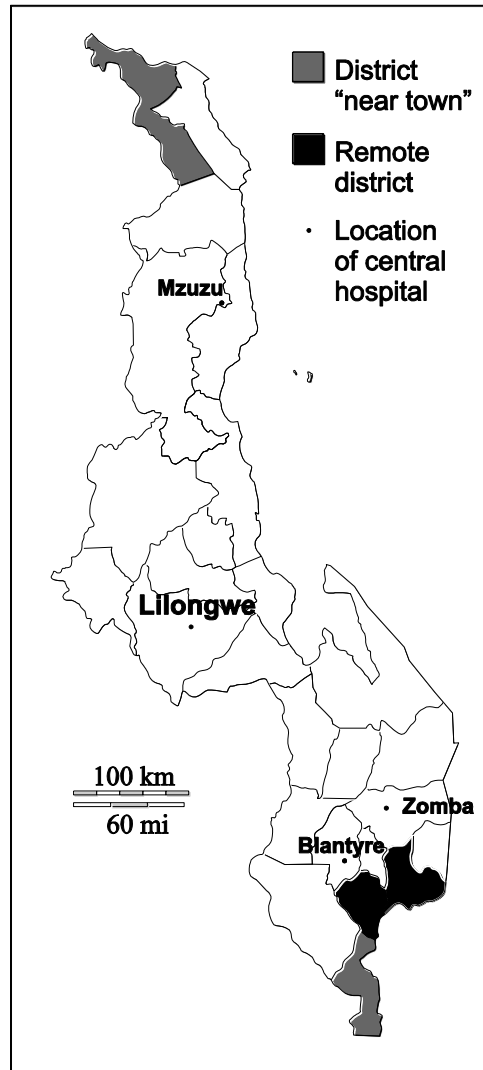 District
“near town”
Remote
district
Location
of central
hospital
Mzuzu
Lilongwe
100 km
60 mi
Zomba
Blantyre